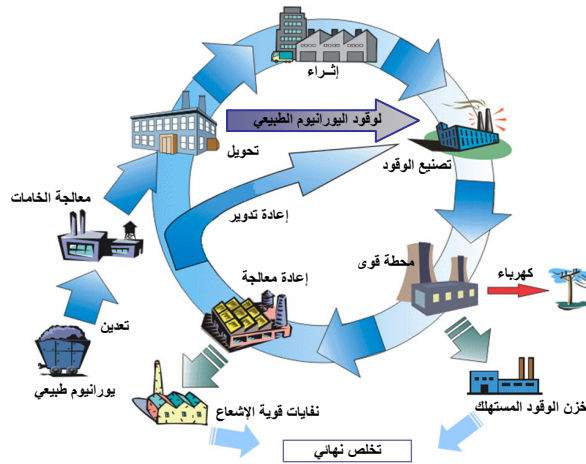 إثـراء
لوقود اليورانيوم الطبيعي
تحويل
تصنيع الوقود
معالجة الخامات
إعادة تدوير
محطة قوى
كهرباء
إعادة معالجة
تعدين
يورانيوم طبيعي
نفايات قوية الإشعاع
خزن الوقود المستهلك
تخلص نهائي